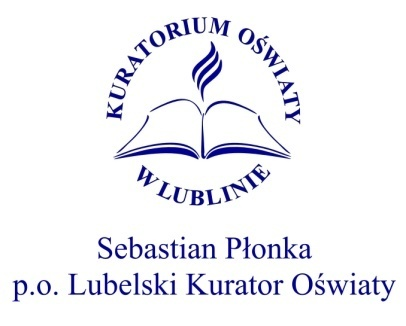 KURATORIUM OŚWIATY
W LUBLINIE
Sebastian Płonka
p.o. Lubelski Kurator Oświaty